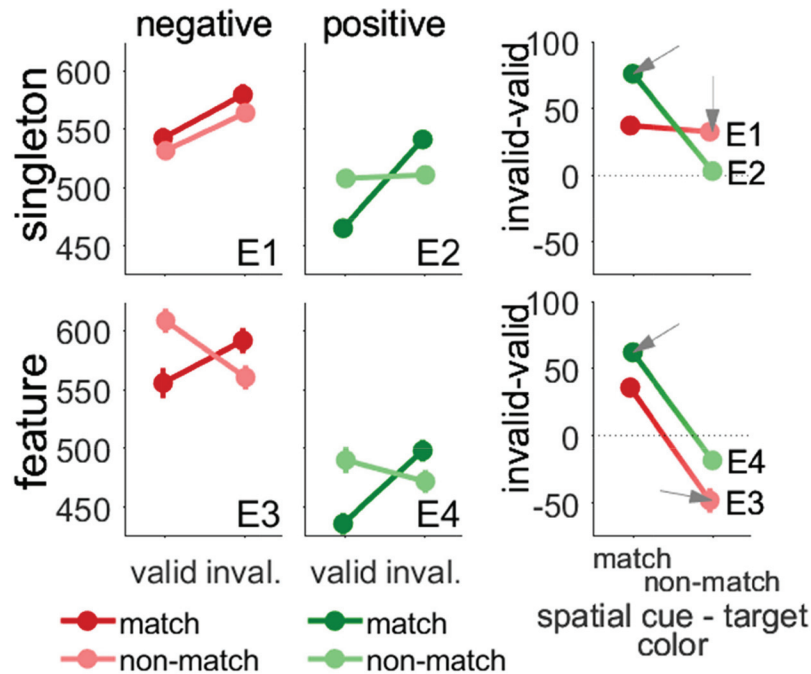 negative
positive
singleton
600
550
500
450
E1
E2
invalid-valid
100
50
0
-50
E1
E2
feature
600
550
500
450
E3
E4
invalid-valid
100
50
0
-50
E4
E3
valid inval.
valid inval.
match
non-match
spatial cue - target
color
match
non-match
match
non-match